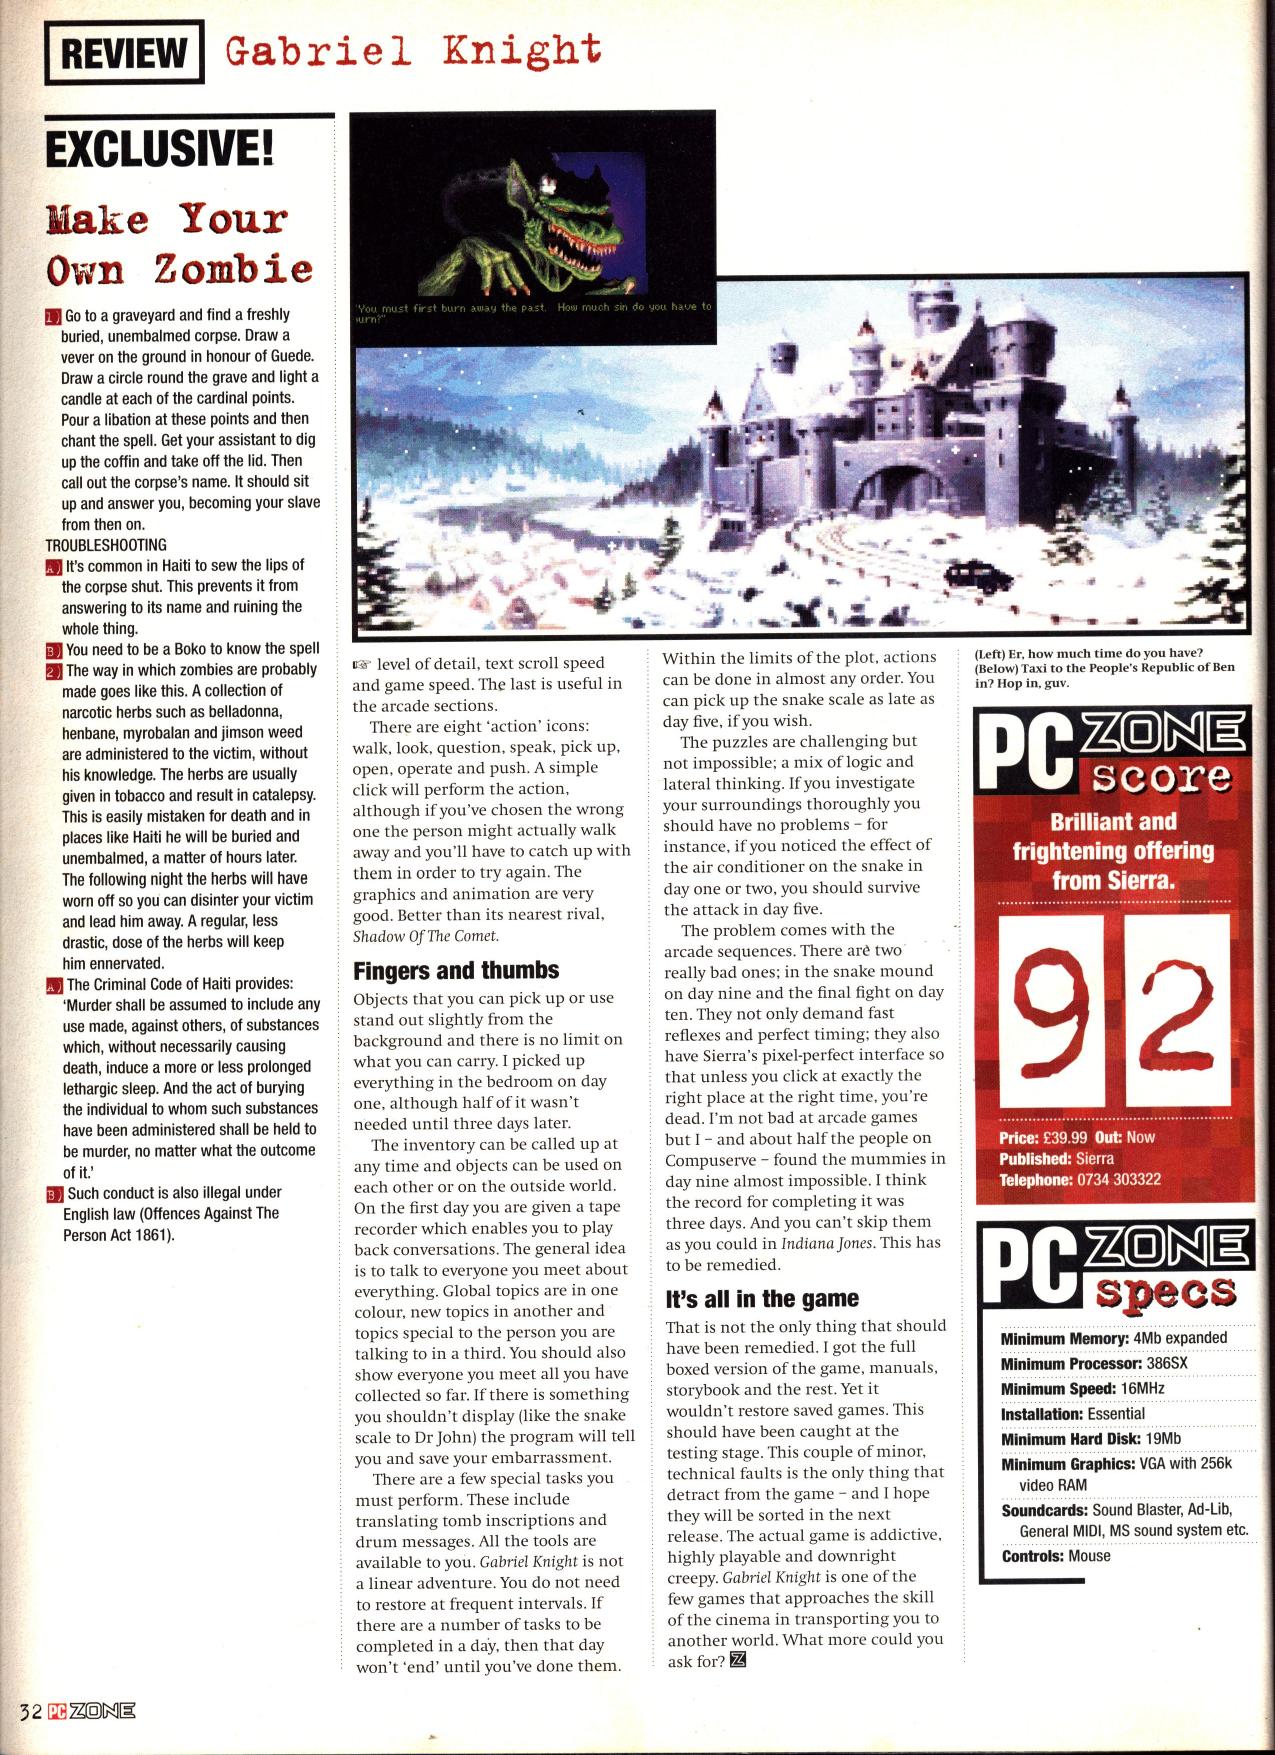 REVIEW Gabriel Knight
EXCLUSIVE!
Make Your
Own Zombie
1) Go to a graveyard and find a freshly
buried, unembalmed corpse. Draw a
vever on the ground in honour of Guede.
Draw a circle round the grave and light a
candle at each of the cardinal points.
Pour a libation at these points and then
chant the spell. Get your assistant to dig
up the coffin and take off the lid. Then
call out the corpse's name. It should sit
up and answer you, becoming your slave
from then on.
TROUBLESHOOTING
A) It's common in Haiti to sew the lips of
the corpse shut. This prevents it from
answering to its name and ruining the
whole thing.
B) You need to be a Boko to know the spell
2) The way in which zombies are probably
made goes like this. A collection of
narcotic herbs such as belladonna,
henbane, myrobalan and jimson weed
are administered to the victim, without
his knowledge. The herbs are usually
given in tobacco and result in catalepsy.
This is easily mistaken for death and in
places like Haiti he will be buried and
unembalmed, a matter of hours later.
The following night the herbs will have
worn off so you can disinter your victim
and lead him away. A regular, less
drastic, dose of the herbs will keep
him ennervated.
A) The Criminal Code of Haiti provides:
'Murder shall be assumed to include any
use made, against others, of substances
which, without necessarily causing
death, induce a more or less prolonged
lethargic sleep. And the act of burying
the individual to whom such substances
have been administered shall be held to
be murder, no matter what the outcome
of it.'
B) Such conduct is also illegal under
English law (Offences Against The
Person Act 1861).
"You must first burn away the past. How much sin do you have to
urn?"
☞ level of detail, text scroll speed
and game speed. The last is useful in
the arcade sections.
There are eight 'action' icons:
walk, look, question, speak, pick up,
open, operate and push. A simple
click will perform the action,
although if you've chosen the wrong
one the person might actually walk
away and you'll have to catch up with
them in order to try again. The
graphics and animation are very
good. Better than its nearest rival,
Shadow Of The Comet.
Fingers and thumbs
Objects that you can pick up or use
stand out slightly from the
background and there is no limit on
what you can carry. I picked up
everything in the bedroom on day
one, although half of it wasn't
needed until three days later.
The inventory can be called up at
any time and objects can be used on
each other or on the outside world.
On the first day you are given a tape
recorder which enables you to play
back conversations. The general idea
is to talk to everyone you meet about
everything. Global topics are in one
colour, new topics in another and
topics special to the person you are
talking to in a third. You should also
show everyone you meet all you have
collected so far. If there is something
you shouldn't display (like the snake
scale to Dr John) the program will tell
you and save your embarrassment.
There are a few special tasks you
must perform. These include
translating tomb inscriptions and
drum messages. All the tools are
available to you. Gabriel Knight is not
a linear adventure. You do not need
to restore at frequent intervals. If
there are a number of tasks to be
completed in a day, then that day
won't 'end' until you've done them.
Within the limits of the plot, actions
can be done in almost any order. You
can pick up the snake scale as late as
day five, if you wish.
The puzzles are challenging but
not impossible; a mix of logic and
lateral thinking. If you investigate
your surroundings thoroughly you
should have no problems – for
instance, if you noticed the effect of
the air conditioner on the snake in
day one or two, you should survive
the attack in day five.
The problem comes with the
arcade sequences. There are two
really bad ones; in the snake mound
on day nine and the final fight on day
ten. They not only demand fast
reflexes and perfect timing; they also
have Sierra's pixel-perfect interface so
that unless you click at exactly the
right place at the right time, you're
dead. I'm not bad at arcade games
but I – and about half the people on
Compuserve – found the mummies in
day nine almost impossible. I think
the record for completing it was
three days. And you can't skip them
as you could in Indiana Jones. This has
to be remedied.
It's all in the game
That is not the only thing that should
have been remedied. I got the full
boxed version of the game, manuals,
storybook and the rest. Yet it
wouldn't restore saved games. This
should have been caught at the
testing stage. This couple of minor,
technical faults is the only thing that
detract from the game – and I hope
they will be sorted in the next
release. The actual game is addictive,
highly playable and downright
creepy. Gabriel Knight is one of the
few games that approaches the skill
of the cinema in transporting you to
another world. What more could you
ask for? Z
(Left) Er, how much time do you have?
(Below) Taxi to the People's Republic of Ben
in? Hop in, guv.
PC ZONE
score
Brilliant and
frightening offering
from Sierra.
92
Price: £39.99 Out: Now
Published: Sierra
Telephone: 0734 303322
PC ZONE
specs
Minimum Memory: 4Mb expanded
Minimum Processor: 386SX
Minimum Speed: 16MHz
Installation: Essential
Minimum Hard Disk: 19Mb
Minimum Graphics: VGA with 256k
video RAM
Soundcards: Sound Blaster, Ad-Lib,
General MIDI, MS sound system etc.
Controls: Mouse
32 PC ZONE